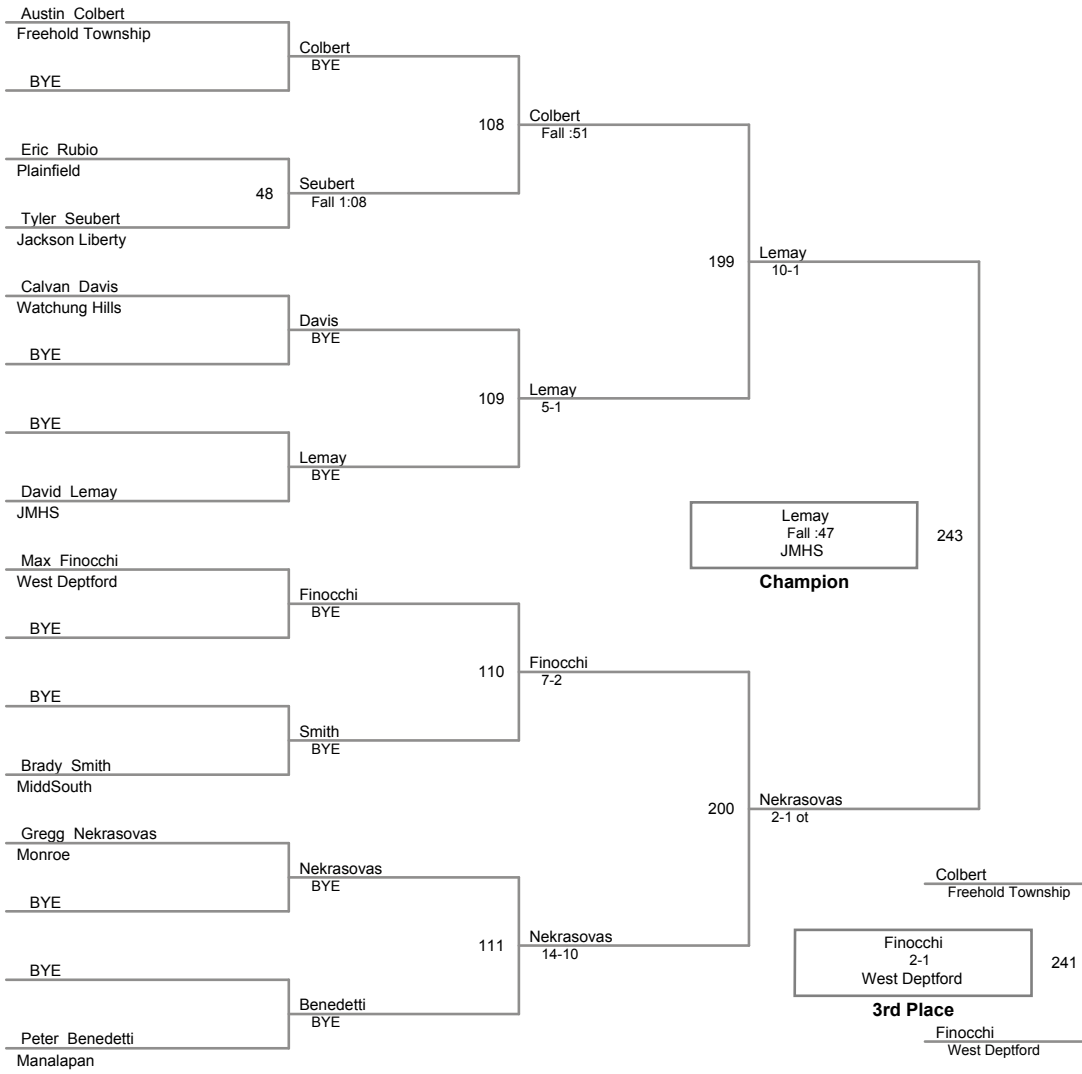 Austin Colbert
Freehold Township
BYE
Colbert
BYE
108
Colbert
Fall :51
Eric Rubio
Plainfield
48
Seubert
Fall 1:08
Tyler Seubert
Jackson Liberty
199
Lemay
10-1
Calvan Davis
Watchung Hills
BYE
Davis
BYE
109
Lemay
5-1
BYE
Lemay
BYE
David Lemay
JMHS
Lemay
Fall :47
JMHS
243
Champion
Max Finocchi
West Deptford
BYE
Finocchi
BYE
110
Finocchi
7-2
BYE
Smith
BYE
Brady Smith
MiddSouth
200
Nekrasovas
2-1 ot
Gregg Nekrasovas
Monroe
BYE
Nekrasovas
BYE
111
Nekrasovas
14-10
BYE
Benedetti
BYE
Peter Benedetti
Manalapan
Colbert
Freehold Township
Finocchi
2-1
West Deptford
241
3rd Place
Finocchi
West Deptford